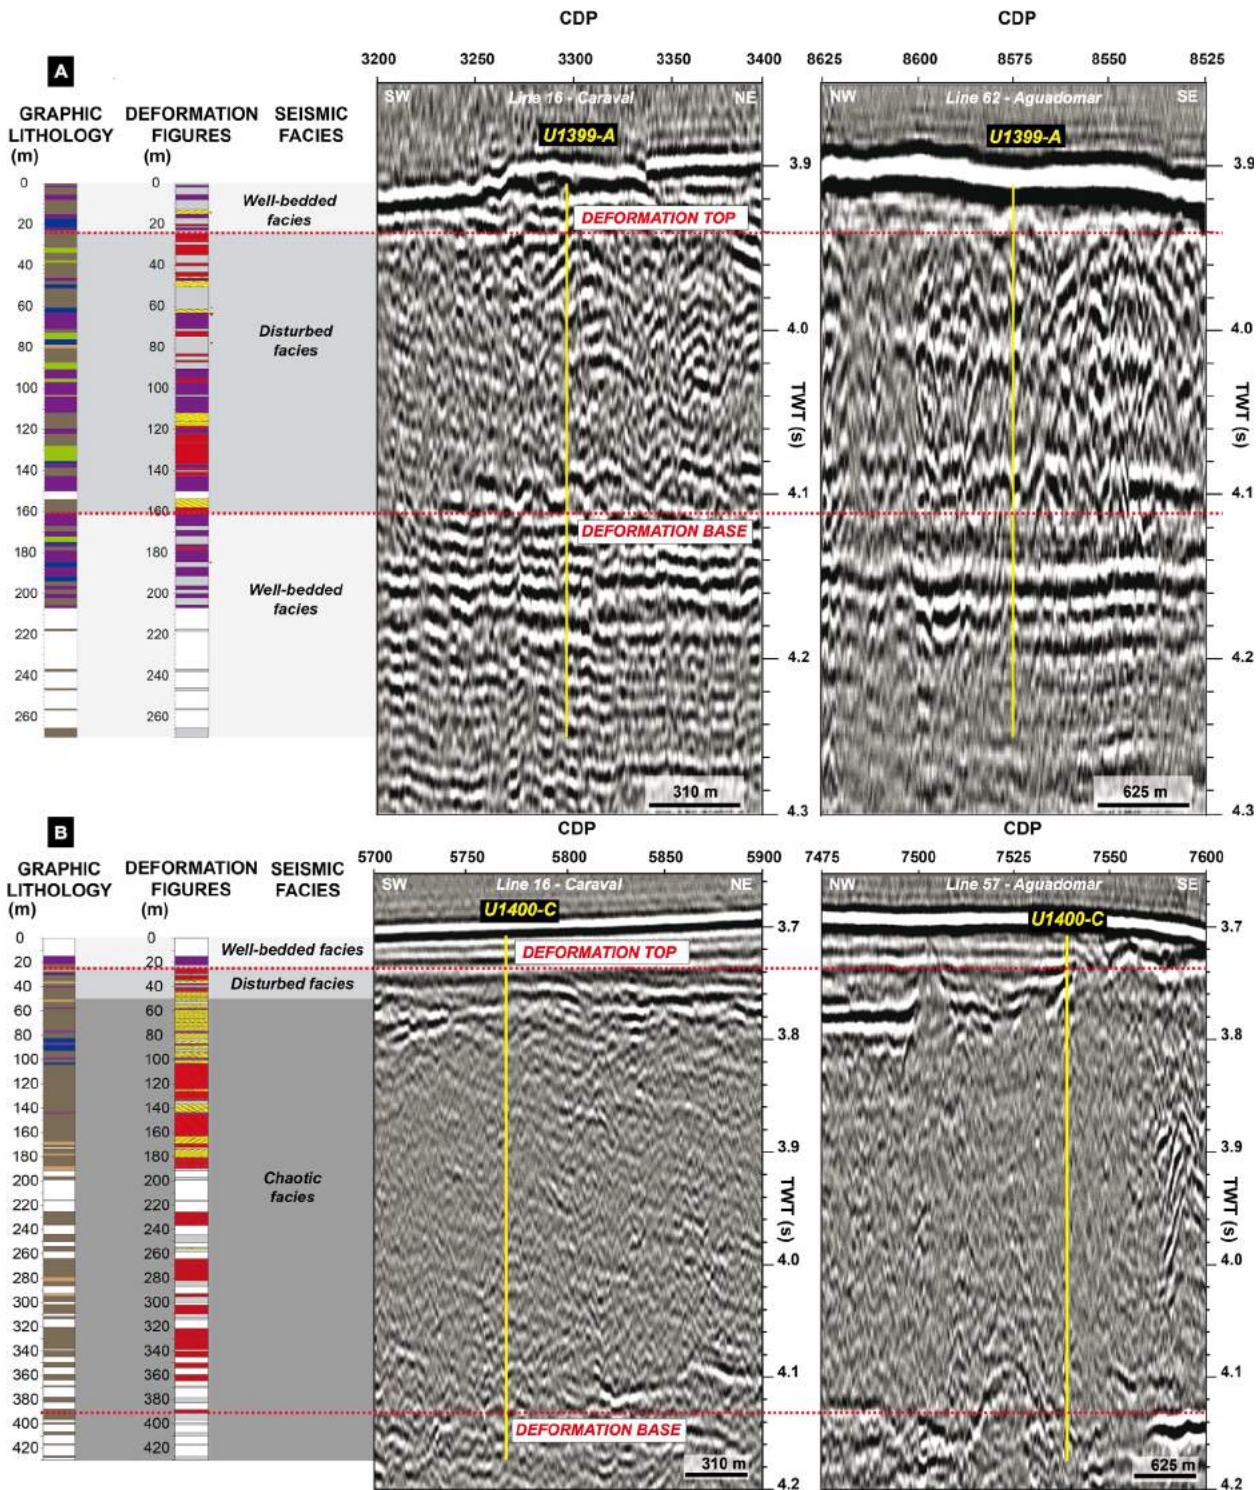 CDP
CDP
3200 3250 3300 3350 3400
8625 8600 8575 8550 8525
A
GRAPHIC LITHOLOGY (m)
DEFORMATION FIGURES (m)
SEISMIC FACIES
SW Line 16 - Caraval NE
NW Line 62 - Aguadomar SE
U1399-A
U1399-A
0 20 40 60 80 100 120 140 160 180 200 220 240 260
0 20 40 60 80 100 120 140 160 180 200 220 240 260
Well-bedded facies
Disturbed facies
Well-bedded facies
DEFORMATION TOP
DEFORMATION BASE
3.9 4.0 4.1 4.2 4.3
TWT (s)
3.9 4.0 4.1 4.2 4.3
TWT (s)
310 m
625 m
B
CDP
CDP
5700 5750 5800 5850 5900
7475 7500 7525 7550 7600
GRAPHIC LITHOLOGY (m)
DEFORMATION FIGURES (m)
SEISMIC FACIES
SW Line 16 - Caraval NE
NW Line 57 - Aguadomar SE
U1400-C
U1400-C
0 20 40 60 80 100 120 140 160 180 200 220 240 260 280 300 320 340 360 380 400 420
0 20 40 60 80 100 120 140 160 180 200 220 240 260 280 300 320 340 360 380 400 420
Well-bedded facies
Disturbed facies
Chaotic facies
DEFORMATION TOP
DEFORMATION BASE
3.7 3.8 3.9 4.0 4.1 4.2
TWT (s)
3.7 3.8 3.9 4.0 4.1 4.2
TWT (s)
310 m
625 m